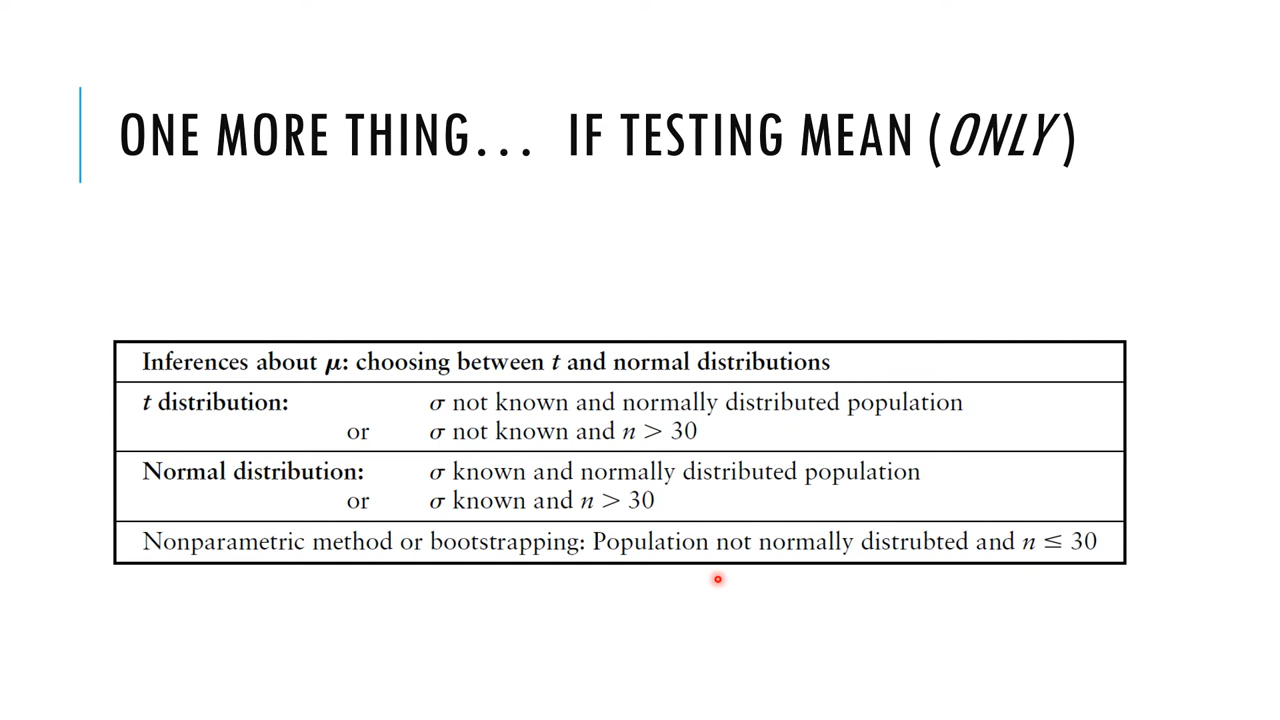 ONE MORE THING... IF TESTING MEAN (ONLY)
Inferences about μ: choosing between t and normal distributions
t distribution: σ not known and normally distributed population
or σ not known and n > 30
Normal distribution: σ known and normally distributed population
or σ known and n > 30
Nonparametric method or bootstrapping: Population not normally distrubted and n ≤ 30